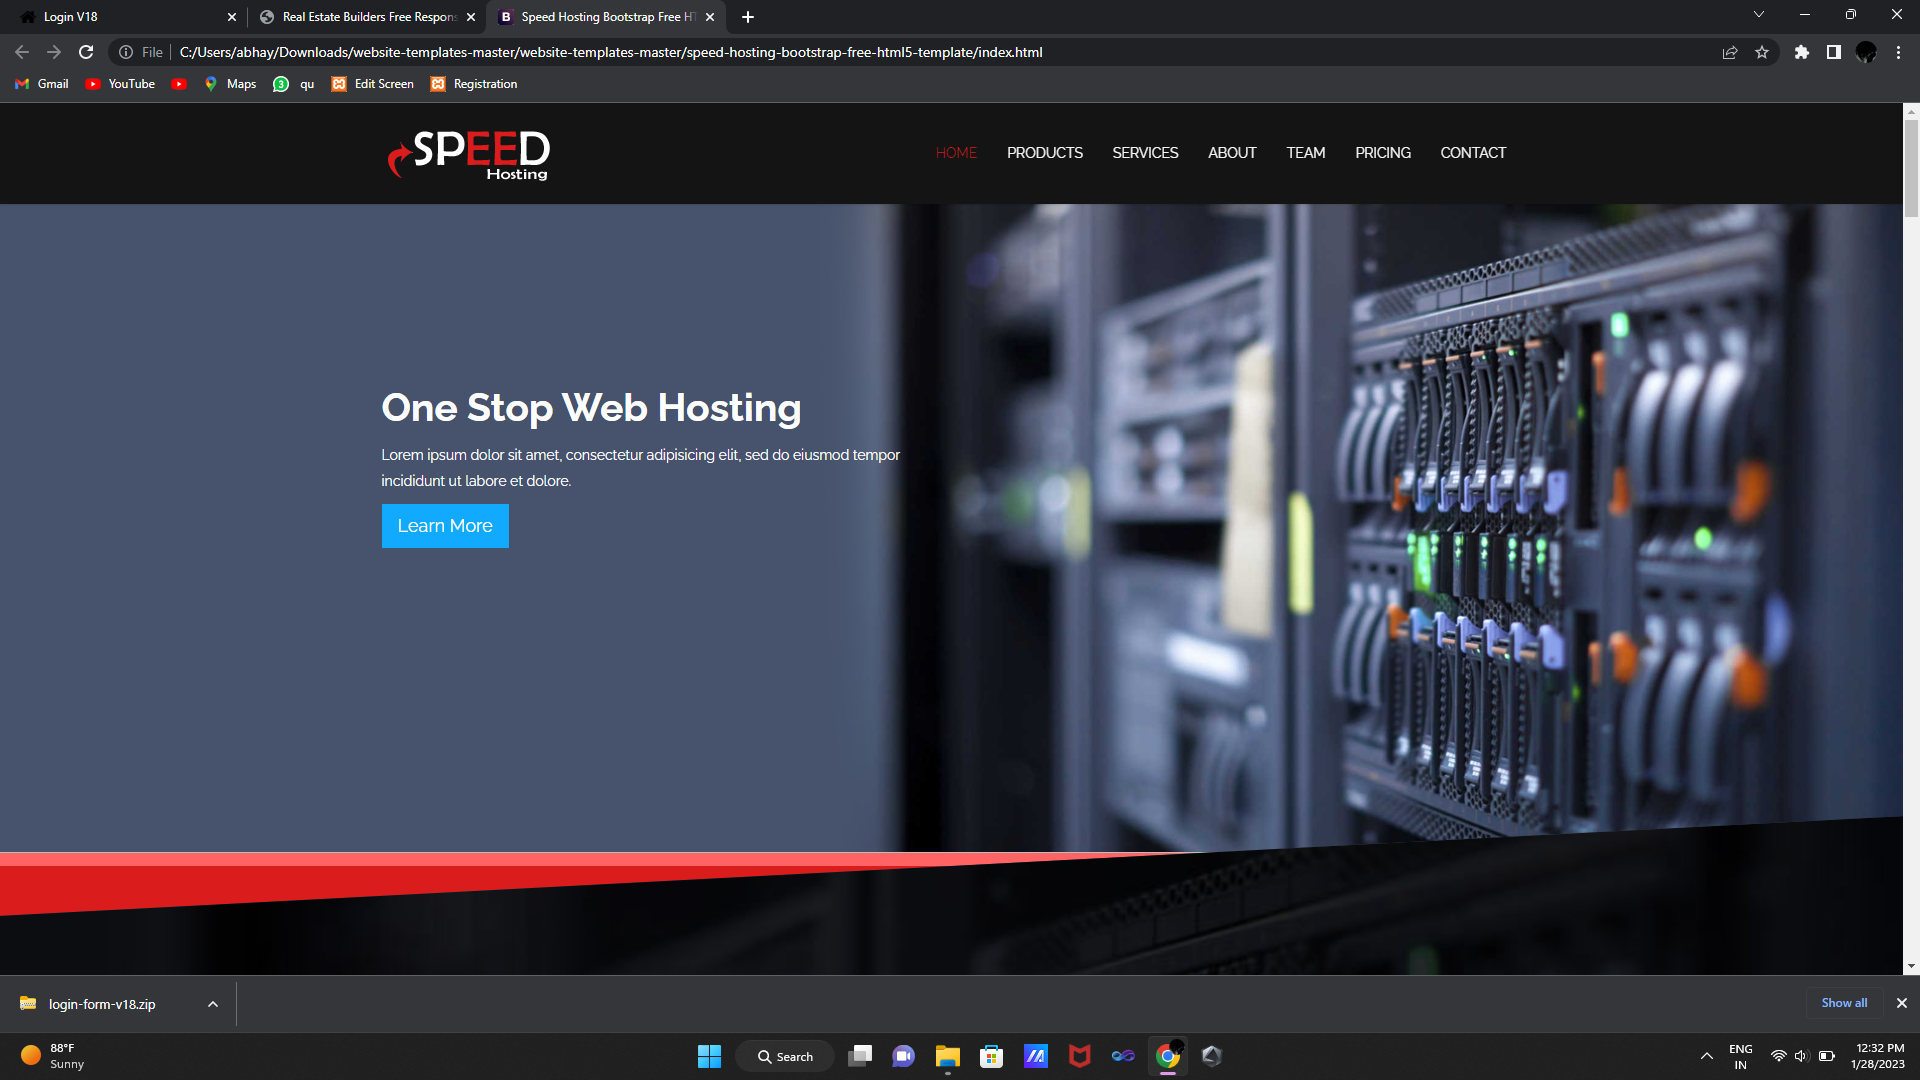 Login V18
Real Estate Builders Free Respons
Speed Hosting Bootstrap Free HT
File
C:/Users/abhay/Downloads/website-templates-master/website-templates-master/speed-hosting-bootstrap-free-html5-template/index.html
Gmail
YouTube
Maps
3
qu
Edit Screen
Registration
SPEED
Hosting
HOME
PRODUCTS
SERVICES
ABOUT
TEAM
PRICING
CONTACT
One Stop Web Hosting
Lorem ipsum dolor sit amet, consectetur adipisicing elit, sed do eiusmod tempor
incididunt ut labore et dolore.
Learn More
login-form-v18.zip
Show all
88°F
Sunny
Search
ENG
IN
12:32 PM
1/28/2023